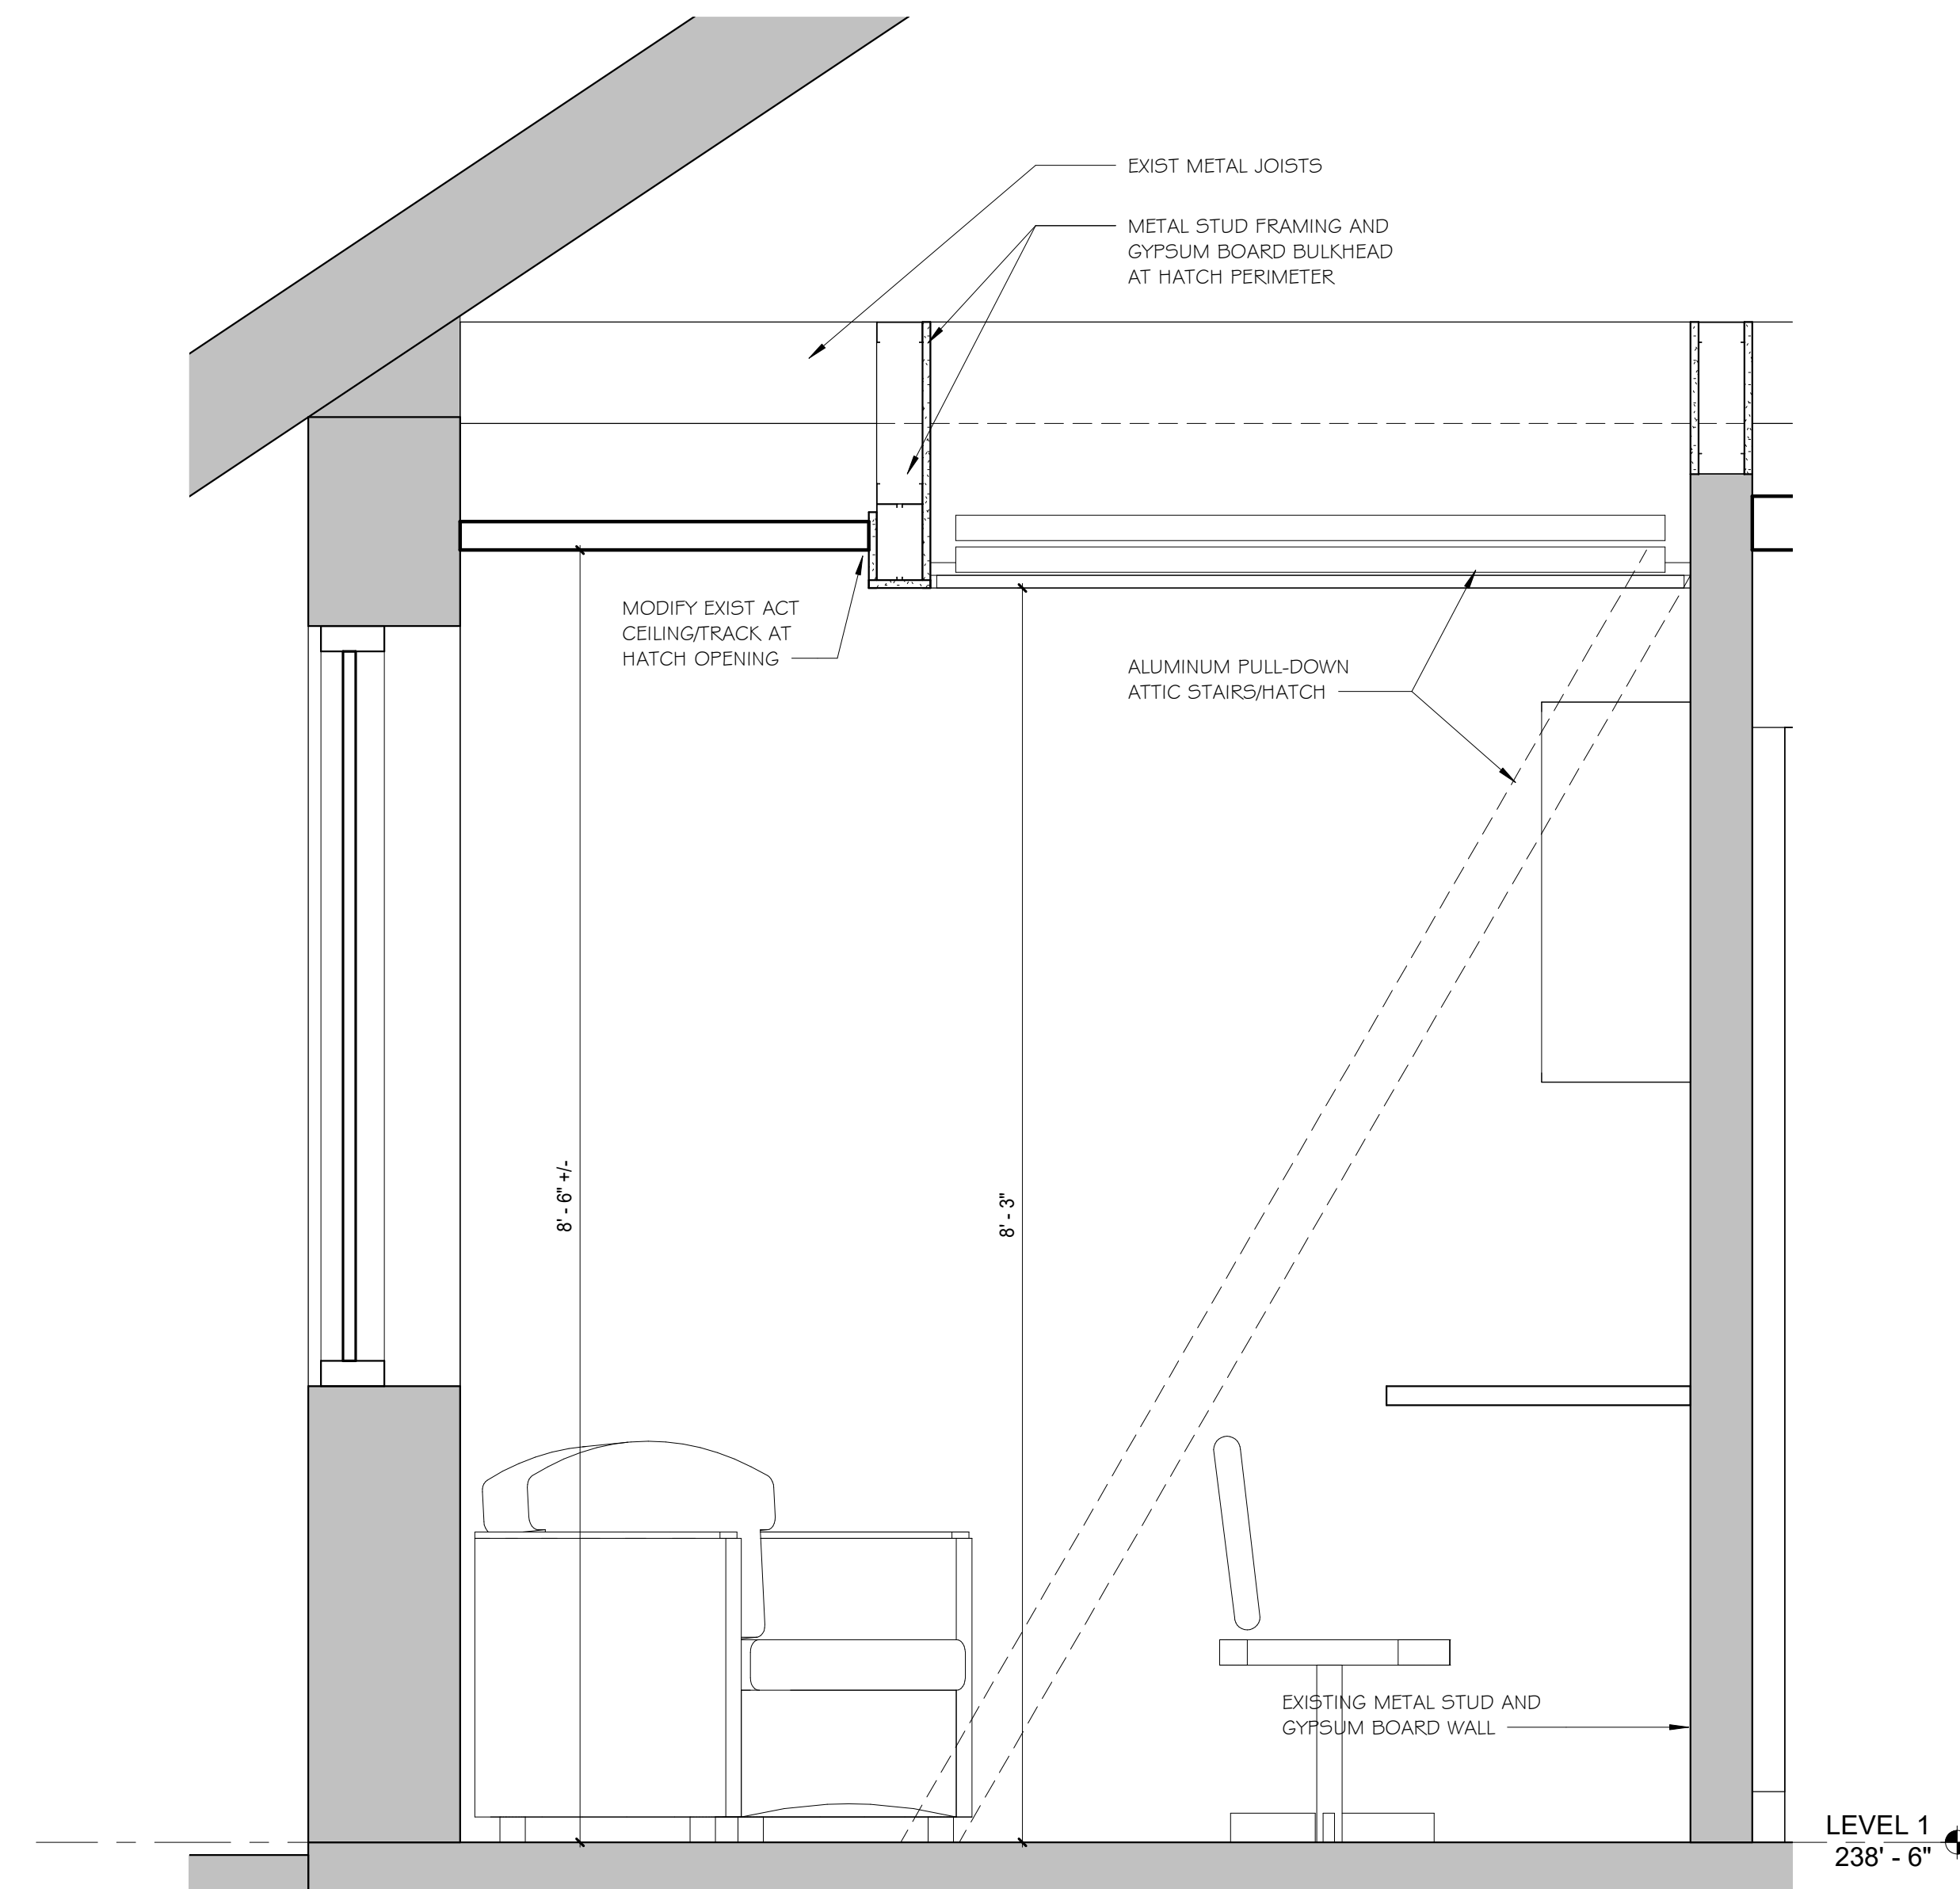 EXIST METAL JOISTS
METAL STUD FRAMING AND
GYPSUM BOARD BULKHEAD
AT HATCH PERIMETER
MODIFY EXIST ACT
CEILING/TRACK AT
HATCH OPENING
ALUMINUM PULL-DOWN
ATTIC STAIRS/HATCH
8' - 6" +/-
8' - 3"
EXISTING METAL STUD AND
GYPSUM BOARD WALL
LEVEL 1
238' - 6"